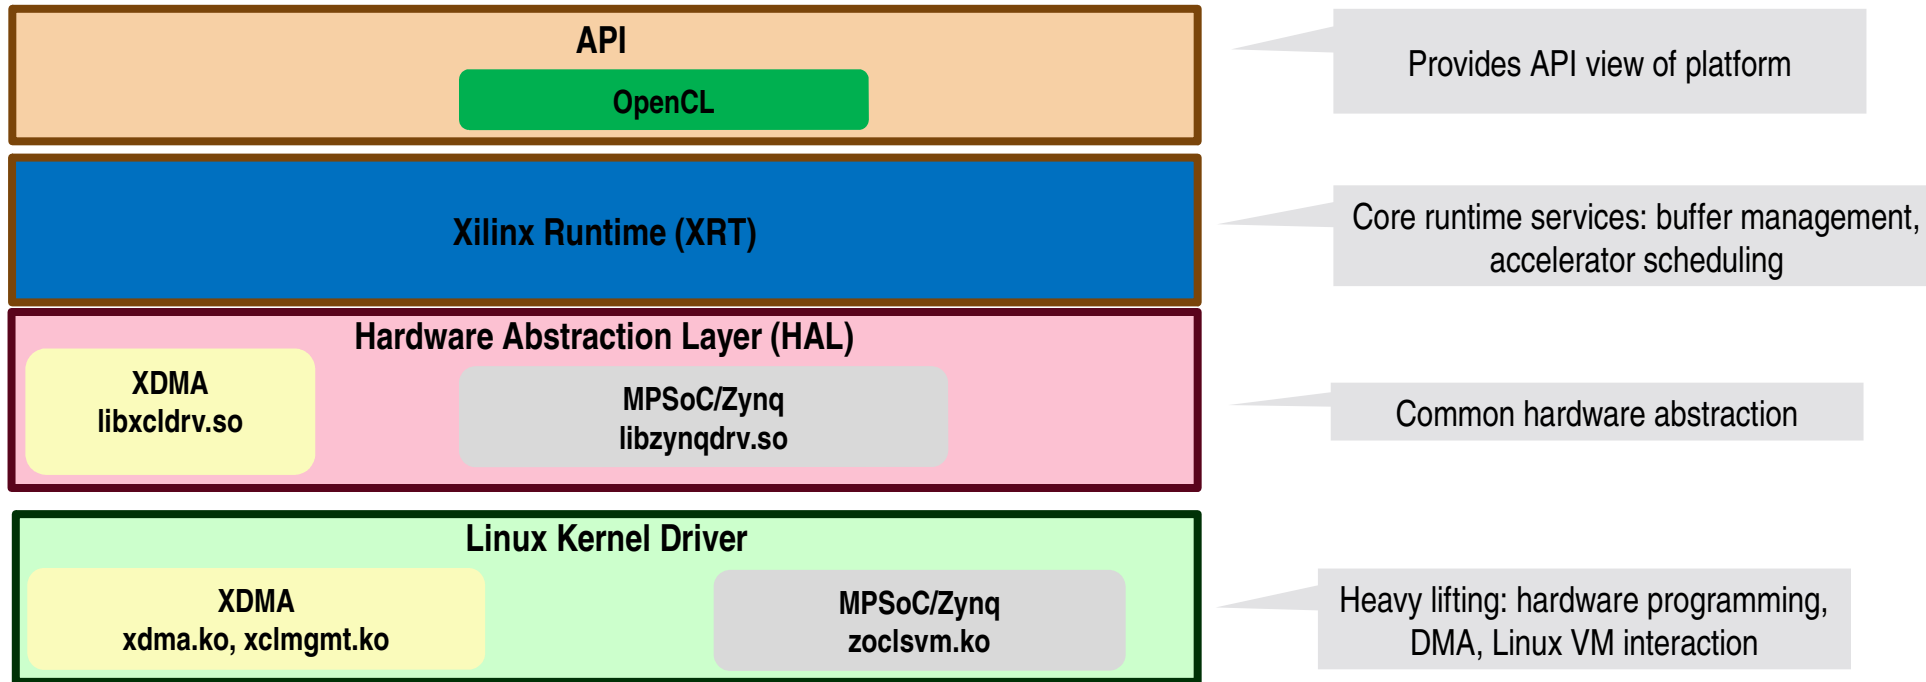 API
OpenCL
Provides API view of platform
Xilinx Runtime (XRT)
Core runtime services: buffer management,
accelerator scheduling
Hardware Abstraction Layer (HAL)
XDMA
libxcldrv.so
MPSoC/Zynq
libzynqdrv.so
Common hardware abstraction
Linux Kernel Driver
XDMA
xdma.ko, xclmgmt.ko
MPSoC/Zynq
zoclsvm.ko
Heavy lifting: hardware programming,
DMA, Linux VM interaction